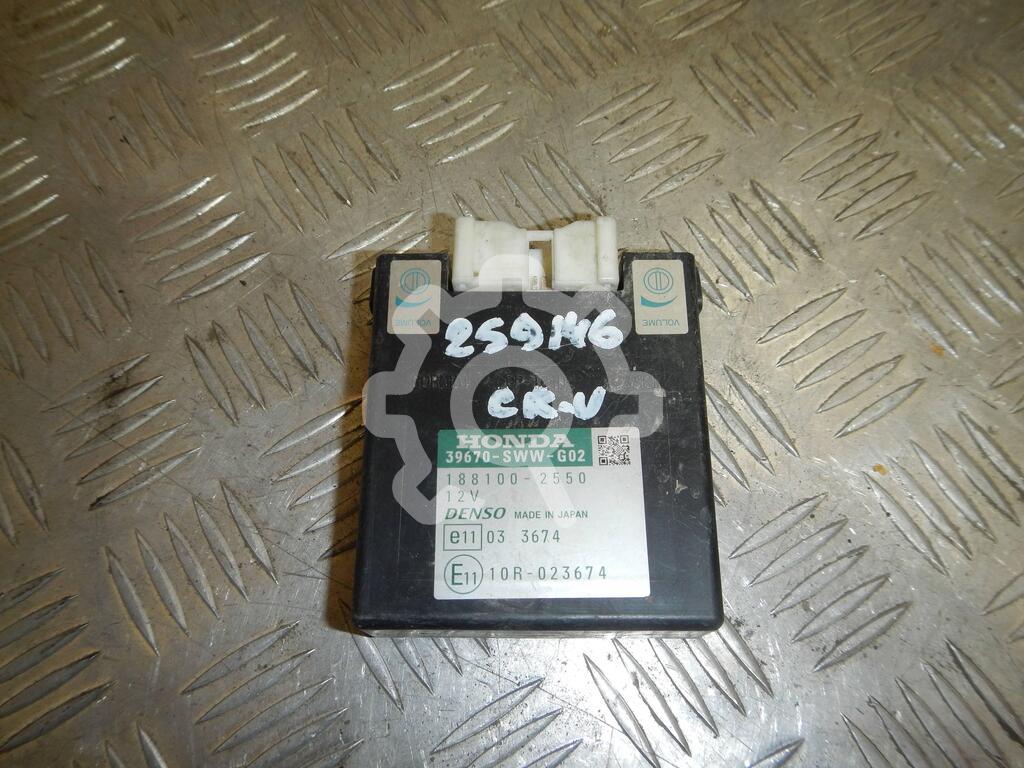 VOLUME
VOLUME
259146
CR-V
HONDA
39670-SWW-G02
188100-2550
12V
DENSO MADE IN JAPAN
e11 03 3674
E11 10R-023674